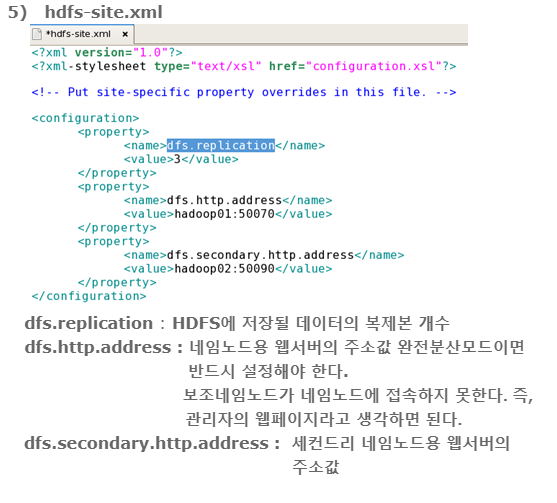 5) hdfs-site.xml
*hdfs-site.xml ×
<?xml version="1.0"?>
<?xml-stylesheet type="text/xsl" href="configuration.xsl"?>
<!-- Put site-specific property overrides in this file. -->
<configuration>
<property>
<name>dfs.replication</name>
<value>3</value>
</property>
<property>
<name>dfs.http.address</name>
<value>hadoop01:50070</value>
</property>
<property>
<name>dfs.secondary.http.address</name>
<value>hadoop02:50090</value>
</property>
</configuration>
dfs.replication : HDFS에 저장될 데이터의 복제본 개수
dfs.http.address : 네임노드용 웹서버의 주소값 완전분산모드이면
반드시 설정해야 한다.
보조네임노드가 네임노드에 접속하지 못한다. 즉,
관리자의 웹페이지라고 생각하면 된다.
dfs.secondary.http.address : 세컨드리 네임노드용 웹서버의
주소값